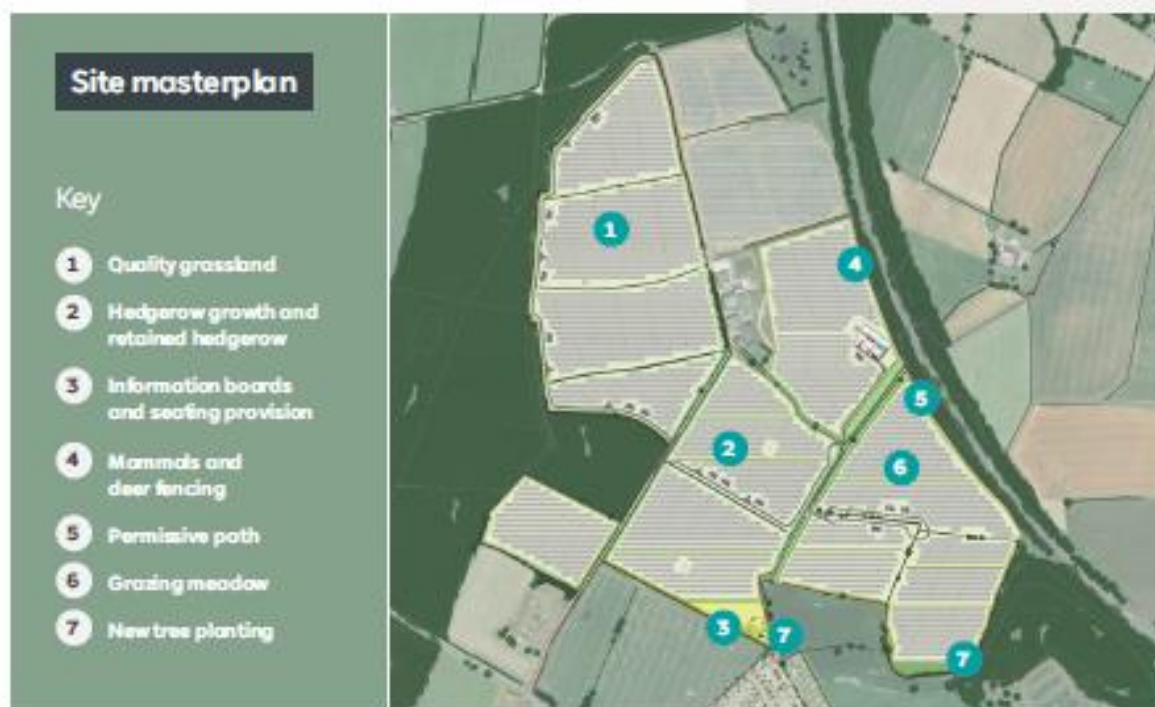 Site masterplan
Key
1 Quality grassland
2 Hedgerow growth and
retained hedgerow
3 Information boards
and seating provision
4 Mammals and
deer fencing
5 Permissive path
6 Grazing meadow
7 New tree planting
1
4
5
2
6
3
7
7